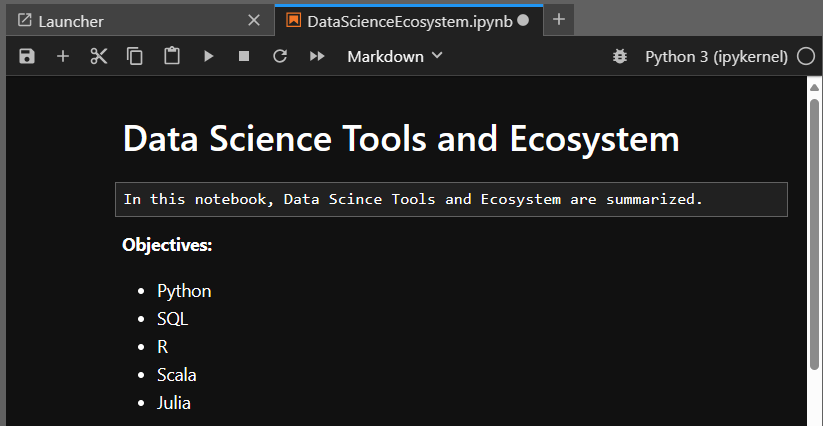 Launcher
DataScienceEcosystem.ipynb
Markdown
Python 3 (ipykernel)
Data Science Tools and Ecosystem
In this notebook, Data Scince Tools and Ecosystem are summarized.
Objectives:
• Python
• SQL
• R
• Scala
• Julia